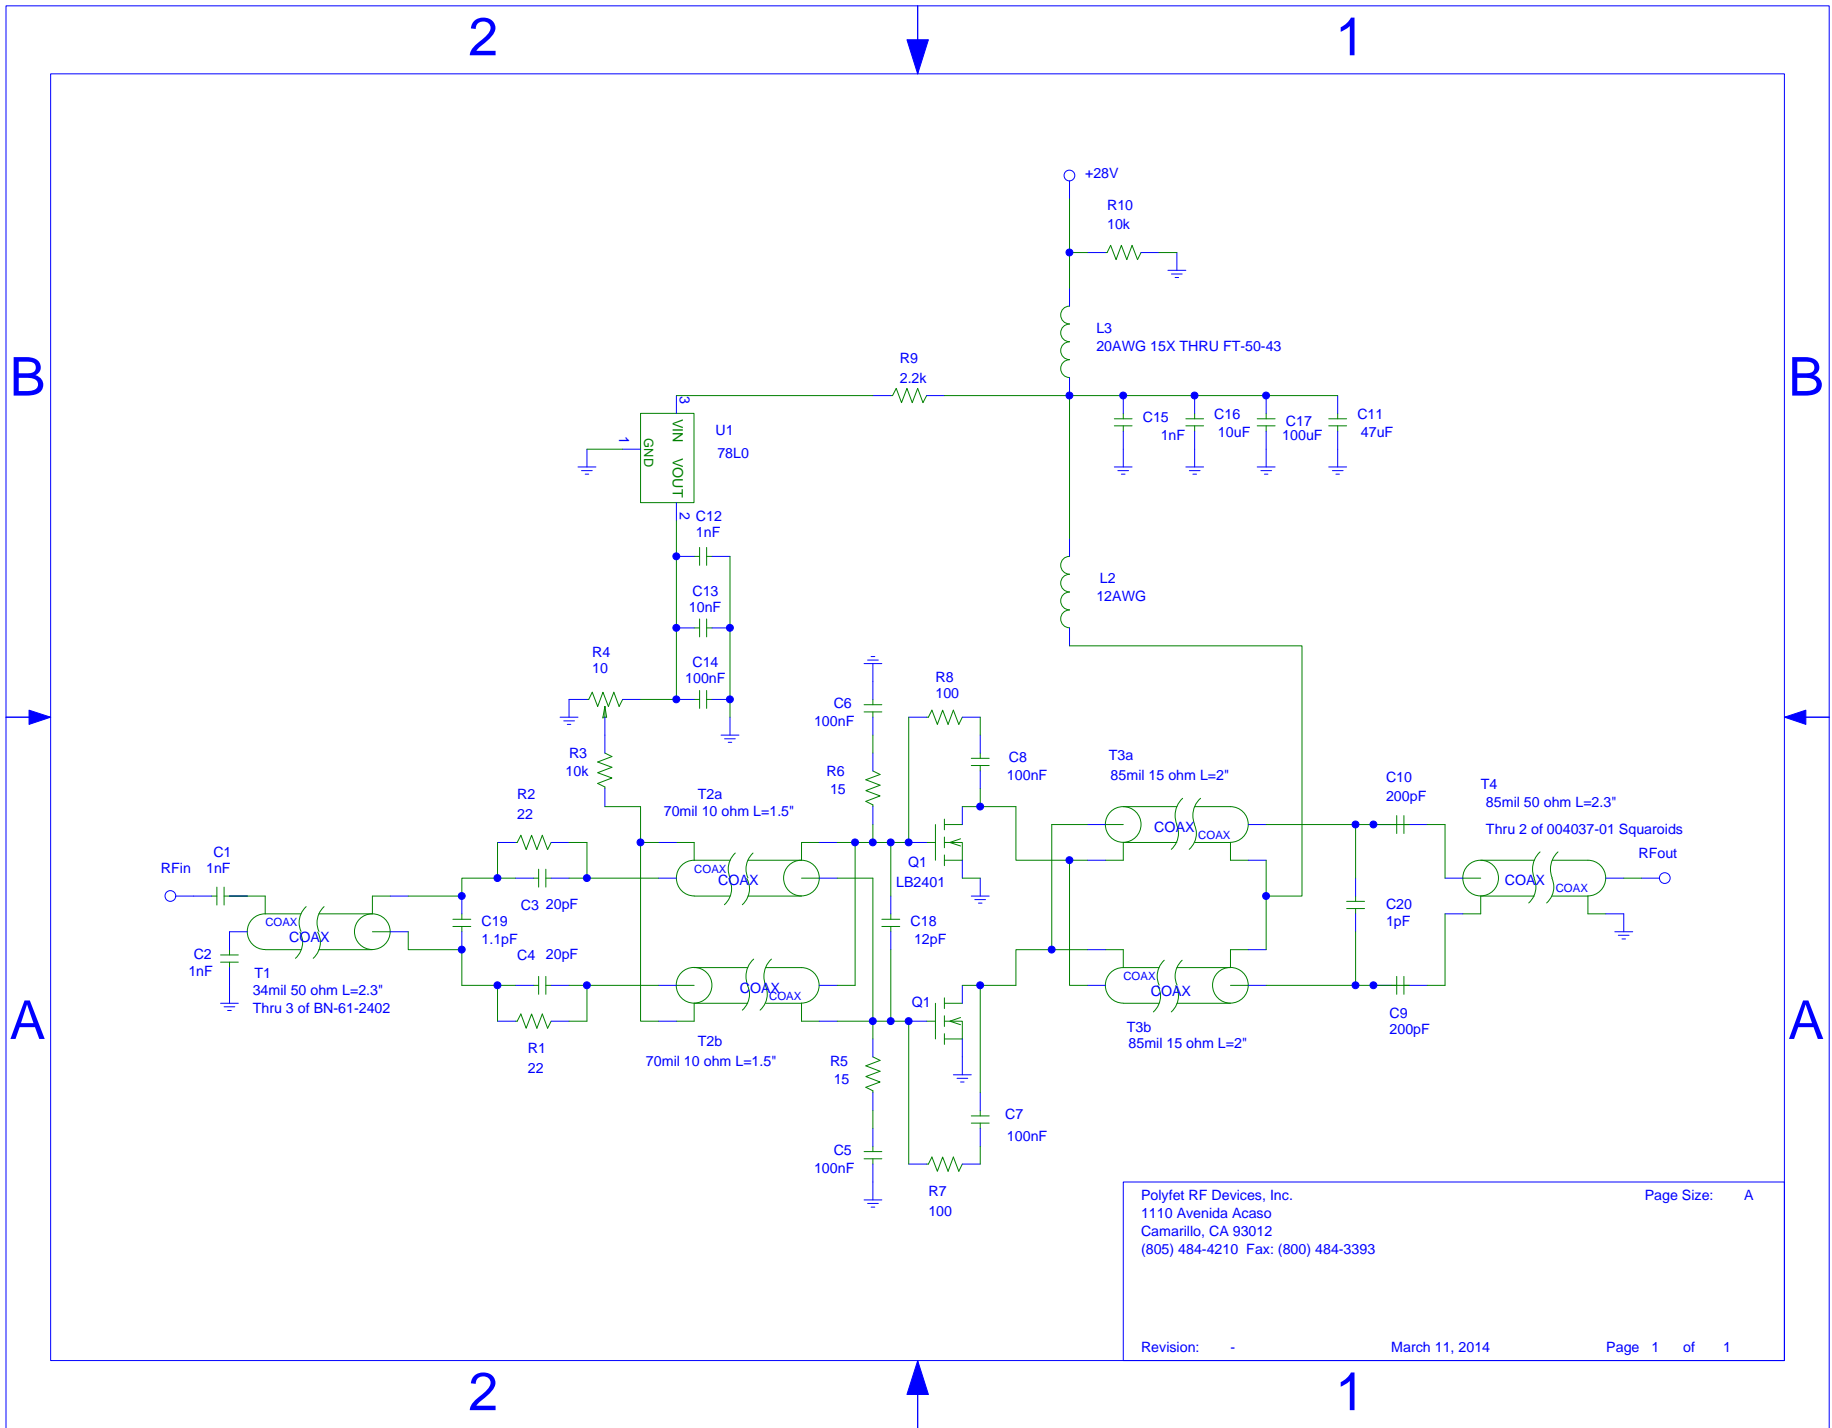 2
1
+28V
R10
10k
L3
20AWG 15X THRU FT-50-43
B
B
R9
2.2k
3
VIN
VOUT
GND
1
2
U1
78L0
C15
1nF
C16
10uF
C17
100uF
C11
47uF
C12
1nF
C13
10nF
C14
100nF
L2
12AWG
R4
10
R3
10k
C6
100nF
R6
15
R8
100
C8
100nF
T3a
85mil 15 ohm L=2"
COAX
COAX
C10
200pF
T4
85mil 50 ohm L=2.3"
Thru 2 of 004037-01 Squaroids
RFout
COAX
COAX
R2
22
T2a
70mil 10 ohm L=1.5"
COAX
COAX
RFin
C1
1nF
C3 20pF
Q1
LB2401
COAX
COAX
C19
1.1pF
C18
12pF
C20
1pF
C2
1nF
T1
34mil 50 ohm L=2.3"
Thru 3 of BN-61-2402
C4 20pF
COAX
COAX
COAX
COAX
Q1
C9
200pF
A
A
R1
22
T2b
70mil 10 ohm L=1.5"
T3b
85mil 15 ohm L=2"
R5
15
C7
100nF
C5
100nF
R7
100
Polyfet RF Devices, Inc.
Page Size: A
1110 Avenida Acaso
Camarillo, CA 93012
(805) 484-4210 Fax: (800) 484-3393
Revision: -
March 11, 2014
Page 1 of 1
2
1